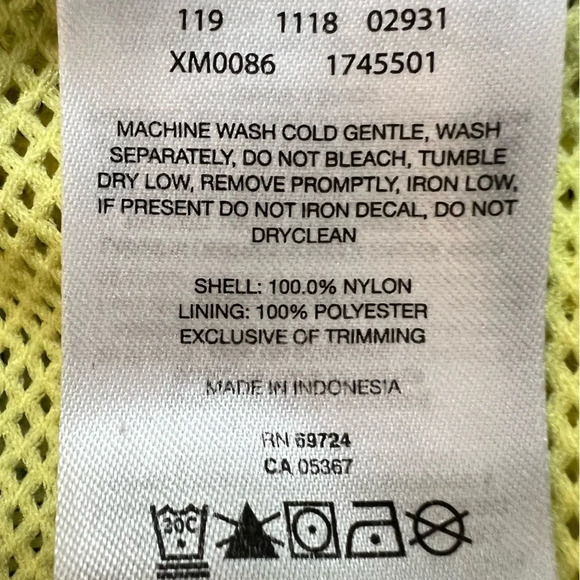 119 1118 02931
XM0086 1745501
MACHINE WASH COLD GENTLE, WASH
SEPARATELY, DO NOT BLEACH, TUMBLE
DRY LOW, REMOVE PROMPTLY, IRON LOW,
IF PRESENT DO NOT IRON DECAL, DO NOT
DRYCLEAN
SHELL: 100.0% NYLON
LINING: 100% POLYESTER
EXCLUSIVE OF TRIMMING
MADE IN INDONESIA
RN 69724
CA 05367
30C